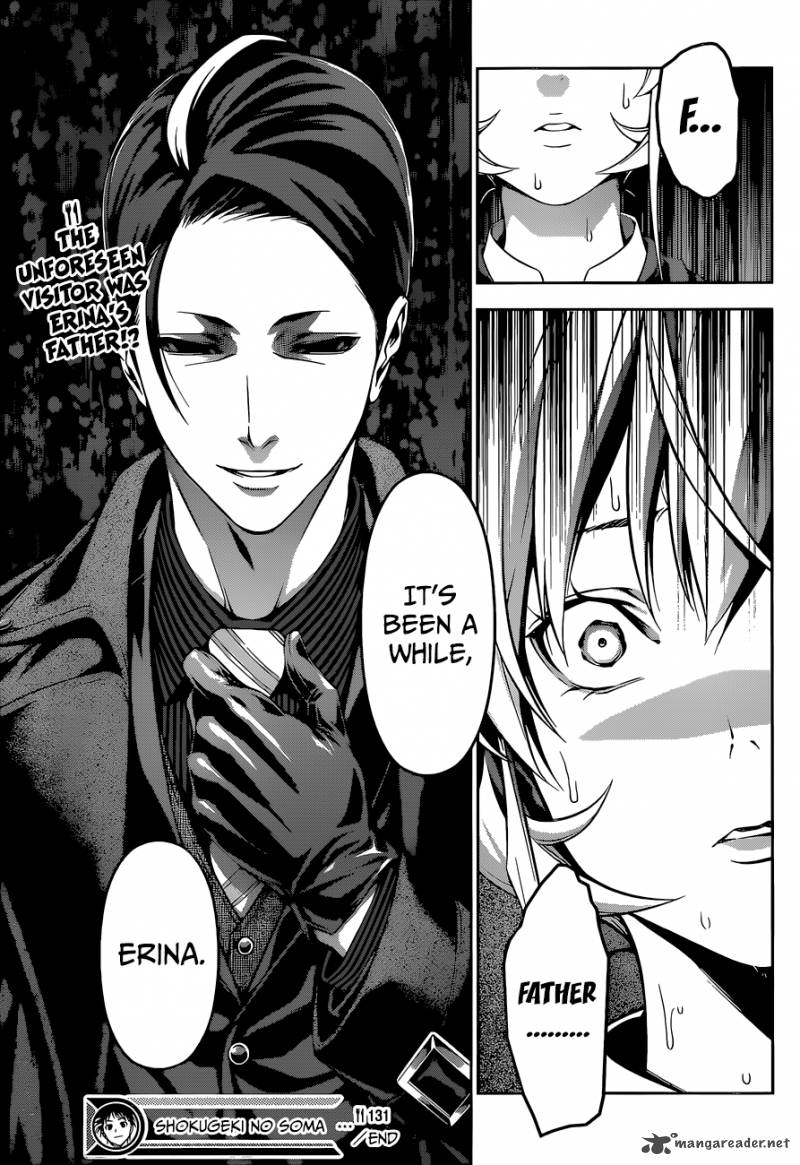 F...
FATHER
..........
IT'S
BEEN A
WHILE,
ERINA.
THE
UNFORESEEN
VISITOR WAS
ERINA'S
FATHER!?
SHOKUGEKI NO SOMA ... 131
/END
mangareader.net